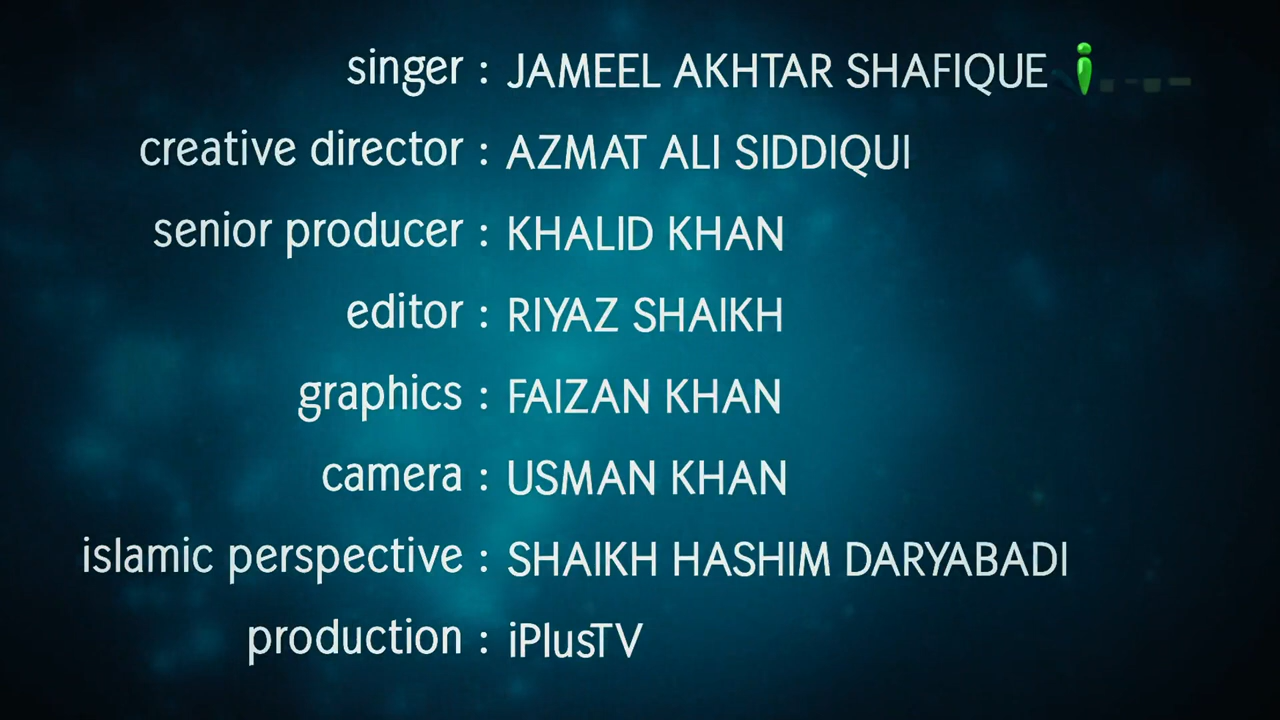 singer : JAMEEL AKHTAR SHAFIQUE
creative director : AZMAT ALI SIDDIQUI
senior producer : KHALID KHAN
editor : RIYAZ SHAIKH
graphics : FAIZAN KHAN
camera : USMAN KHAN
islamic perspective : SHAIKH HASHIM DARYABADI
production : iPlusTV